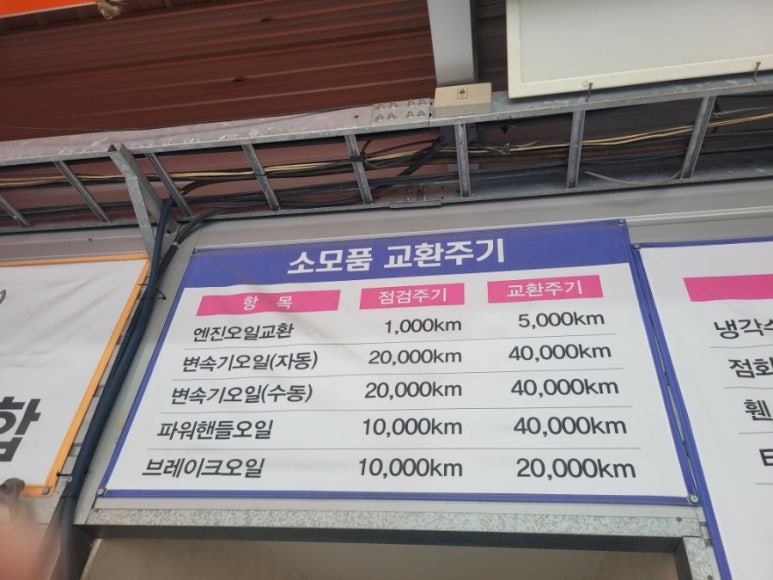 소모품 교환주기
항 목 점검주기 교환주기
엔진오일교환 1,000km 5,000km
변속기오일(자동) 20,000km 40,000km
변속기오일(수동) 20,000km 40,000km
파워핸들오일 10,000km 40,000km
브레이크오일 10,000km 20,000km
합
냉각수
점화
휀